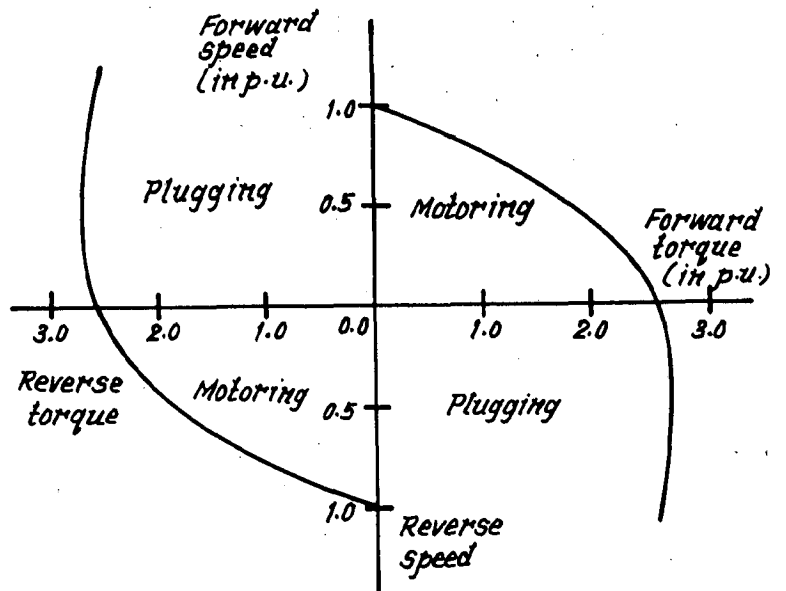 Forward
speed
(in p.u.)
1.0
Plugging
0.5
Motoring
Forward
torque
(in p.u.)
3.0 2.0 1.0 0.0 1.0 2.0 3.0
Reverse
torque
Motoring
0.5
Plugging
1.0
Reverse
speed